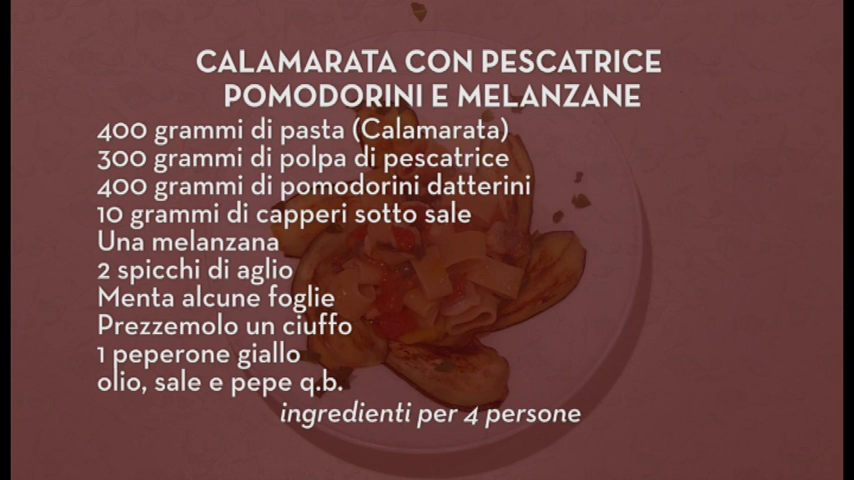 CALAMARATA CON PESCATRICE
POMODORINI E MELANZANE
400 grammi di pasta (Calamarata)
300 grammi di polpa di pescatrice
400 grammi di pomodorini datterini
10 grammi di capperi sotto sale
Una melanzana
2 spicchi di aglio
Menta alcune foglie
Prezzemolo un ciuffo
1 peperone giallo
olio, sale e pepe q.b.
ingredienti per 4 persone